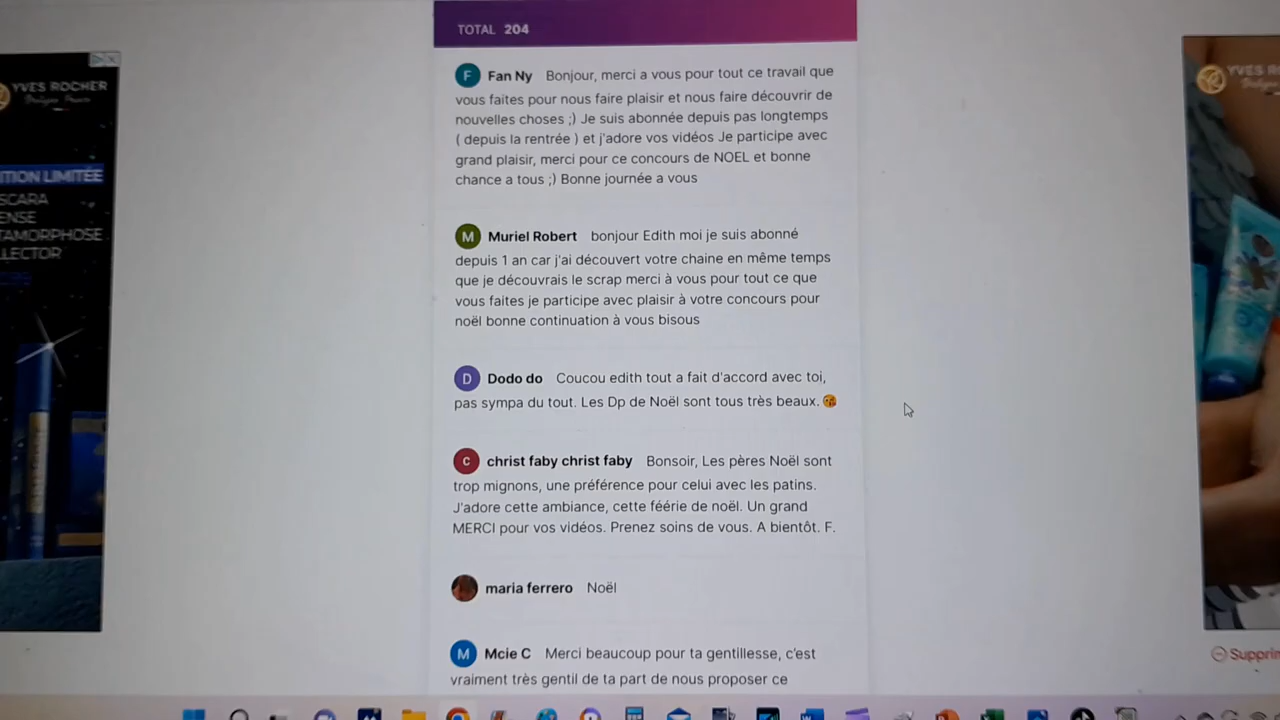 TOTAL 204
F Fan Ny Bonjour, merci a vous pour tout ce travail que
vous faites pour nous faire plaisir et nous faire découvrir de
nouvelles choses ;) Je suis abonnée depuis pas longtemps
( depuis la rentrée ) et j'adore vos vidéos Je participe avec
grand plaisir, merci pour ce concours de NOEL et bonne
chance a tous ;) Bonne journée a vous
M Muriel Robert bonjour Edith moi je suis abonné
depuis 1 an car j'ai découvert votre chaine en même temps
que je découvrais le scrap merci à vous pour tout ce que
vous faites je participe avec plaisir à votre concours pour
noël bonne continuation à vous bisous
D Dodo do Coucou edith tout a fait d'accord avec toi,
pas sympa du tout. Les Dp de Noël sont tous très beaux. 😘
C christ faby christ faby Bonsoir, Les pères Noël sont
trop mignons, une préférence pour celui avec les patins.
J'adore cette ambiance, cette féérie de noël. Un grand
MERCI pour vos vidéos. Prenez soins de vous. A bientôt. F.
maria ferrero Noël
M Mcie C Merci beaucoup pour ta gentillesse, c'est
vraiment très gentil de ta part de nous proposer ce
YVES ROCHER
ITION LIMITÉE
SCARA
ENSE
TAMORPHOSE
LLECTOR
YVES RO
Supprim